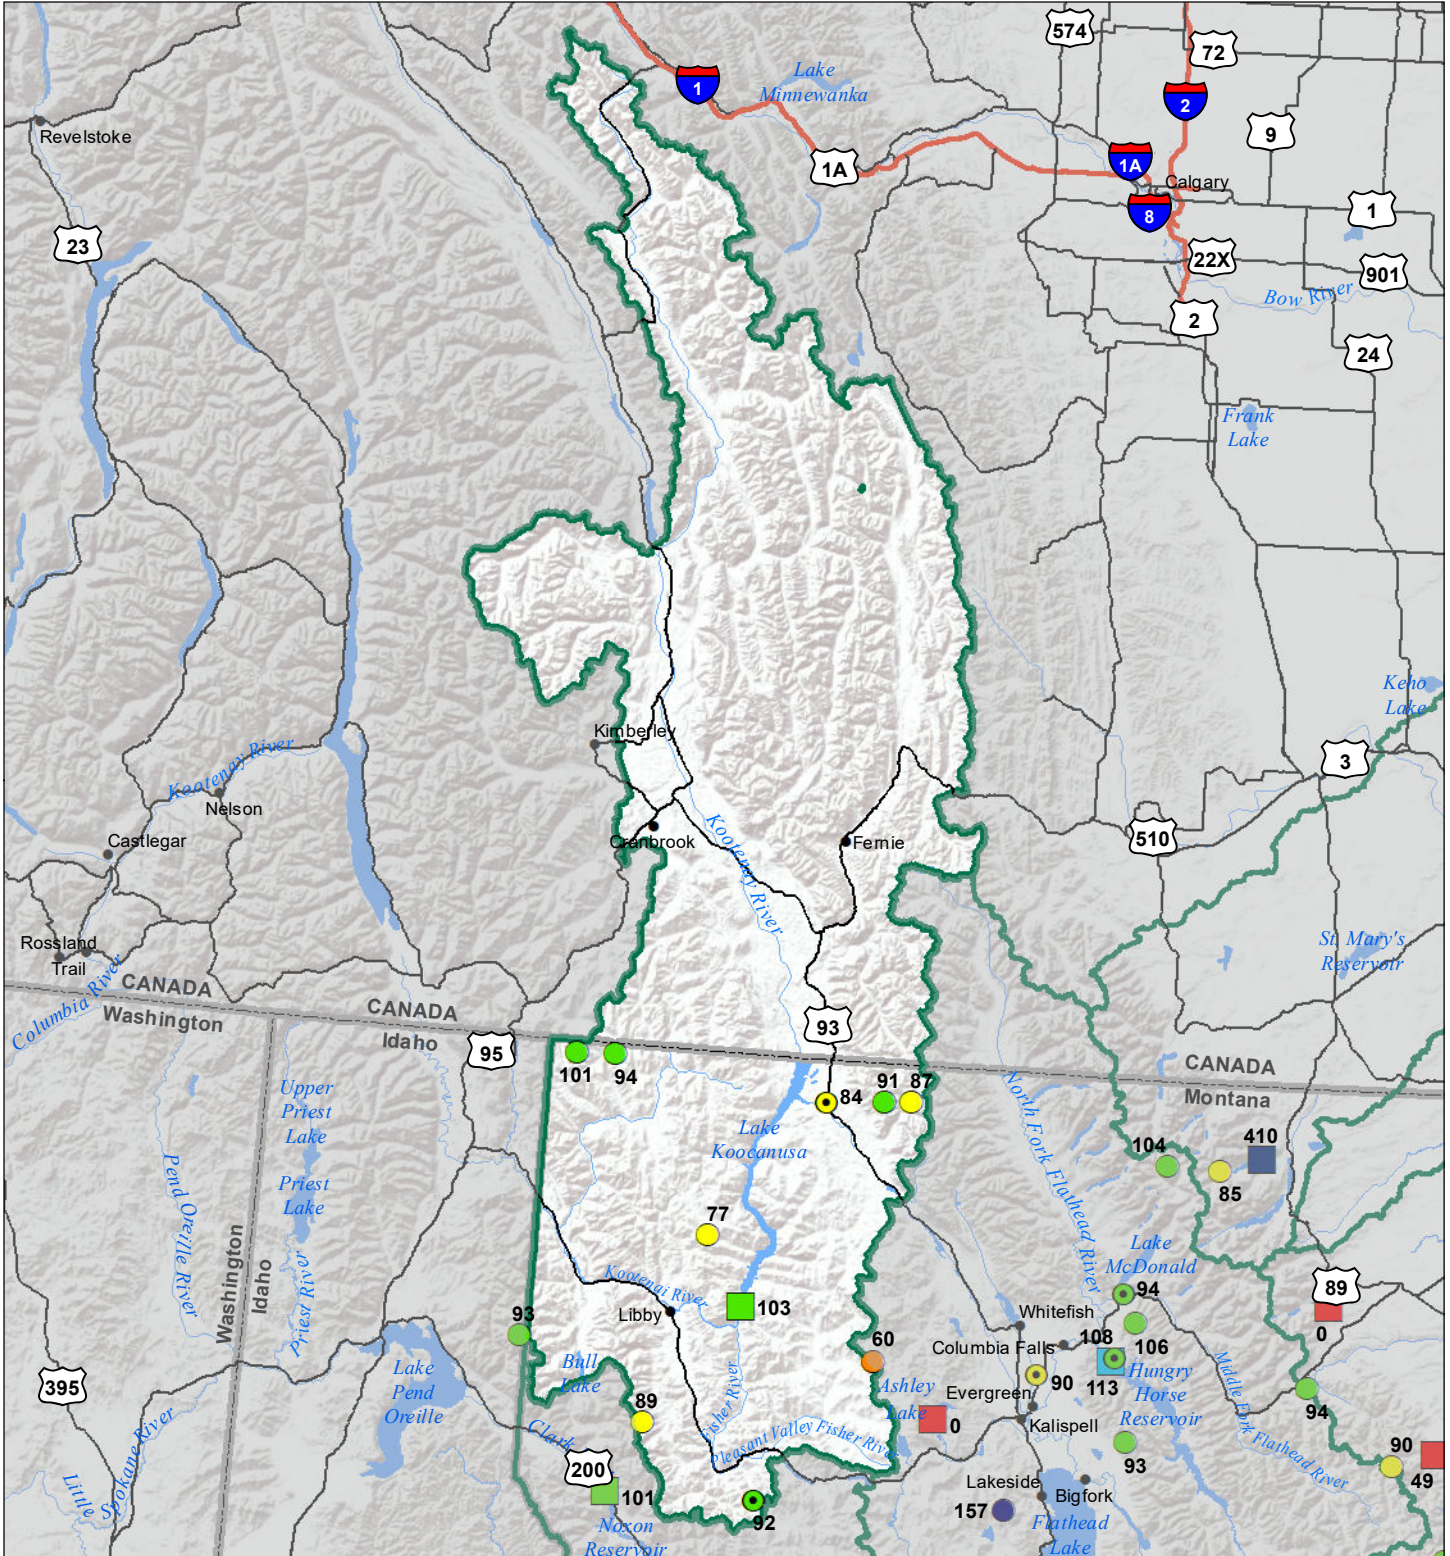 574
72
1
Lake
Minnewanka
2
9
Revelstoke
1A
1A
Calgary
8
1
23
22X
901
Bow River
2
24
Frank
Lake
Keho
Lake
Kimberley
3
Kootenay River
Nelson
Castlegar
Kootenay River
Cranbrook
Fernie
510
Rossland
Trail
Columbia River
St. Mary's
Reservoir
CANADA
Washington
CANADA
Idaho
95
93
CANADA
Montana
101
94
84
91
87
Upper
Priest
Lake
Lake
Koocanusa
North Fork Flathead River
104
410
85
Pend Oreille River
Priest
Lake
77
Lake
McDonald
Washington
Idaho
Priest River
Kootenai River
Libby
103
94
89
0
93
Whitefish
Columbia Falls
108
106
113
60
395
Lake
Pend
Oreille
Bull
Lake
Ashley
Lake
Evergreen
90
Hungry
Horse
Reservoir
Middle Fork Flathead River
94
89
Fisher River
0
Kalispell
Clark
Pleasant Valley Fisher River
93
90
49
Little
Spokane River
200
101
92
Lakeside
Bigfork
157
Noxon
Reservoir
Flathead
Lake